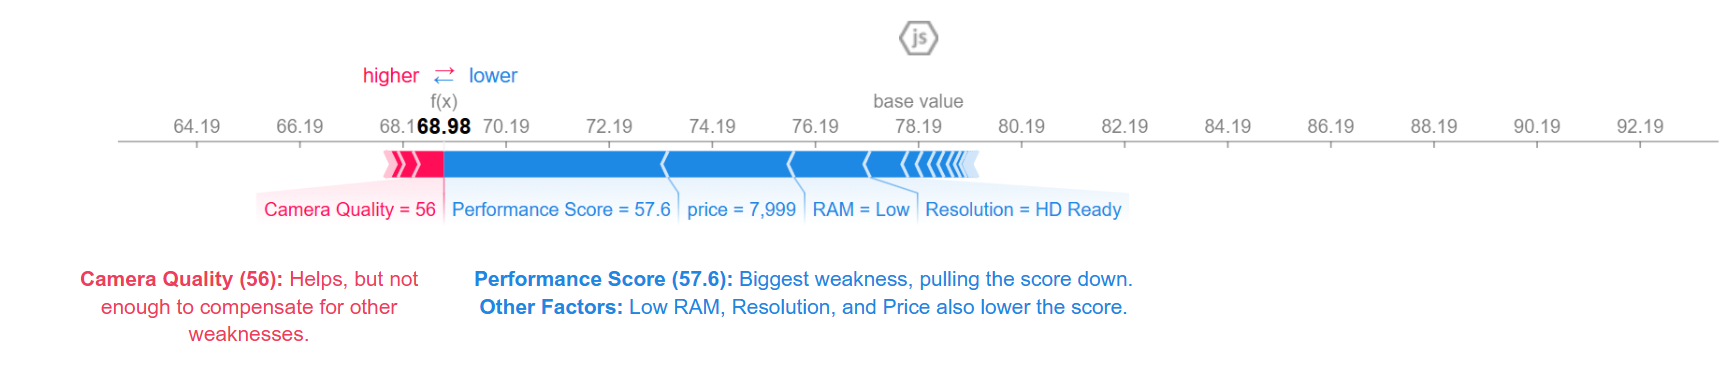 js
higher ⇄ lower
f(x) base value
64.19 66.19 68.1 68.98 70.19 72.19 74.19 76.19 78.19 80.19 82.19 84.19 86.19 88.19 90.19 92.19
Camera Quality = 56 Performance Score = 57.6 price = 7,999 RAM = Low Resolution = HD Ready
Camera Quality (56): Helps, but not
enough to compensate for other
weaknesses.
Performance Score (57.6): Biggest weakness, pulling the score down.
Other Factors: Low RAM, Resolution, and Price also lower the score.